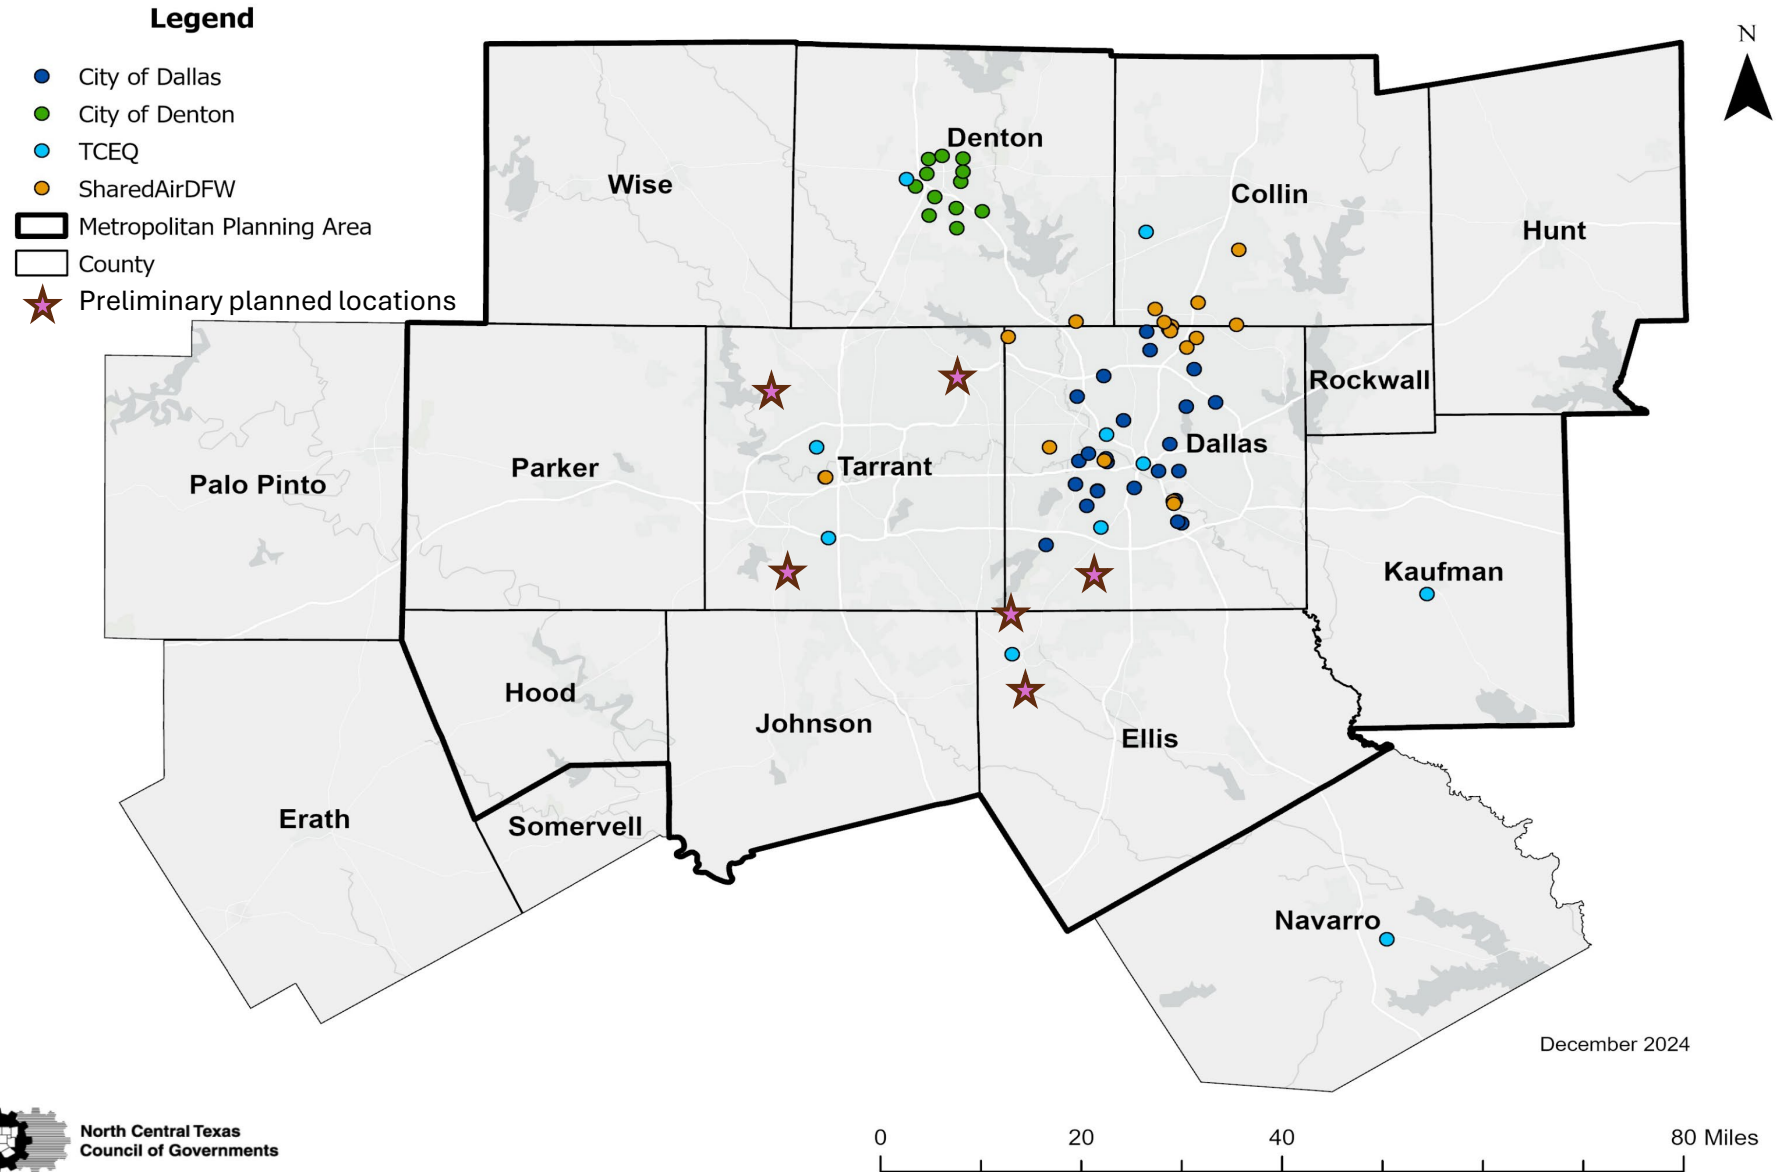 Legend
City of Dallas
City of Denton
TCEQ
SharedAirDFW
Metropolitan Planning Area
County
Preliminary planned locations
N
Denton
Wise
Collin
Hunt
Rockwall
Dallas
Tarrant
Parker
Palo Pinto
Kaufman
Hood
Johnson
Ellis
Erath
Somervell
Navarro
December 2024
North Central Texas
Council of Governments
0 20 40 80 Miles